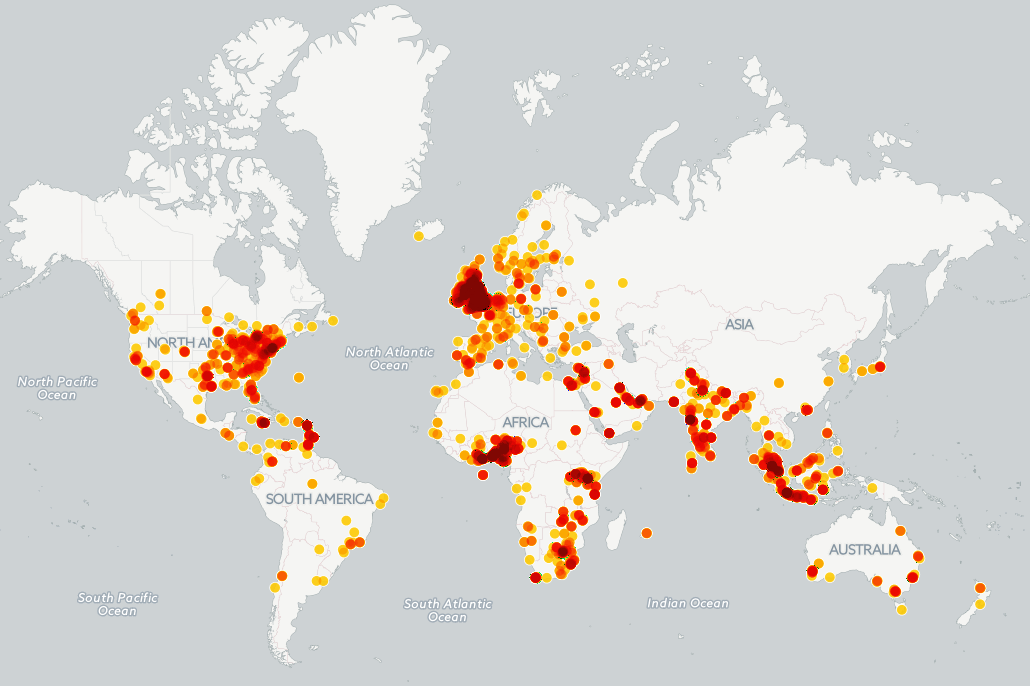 ASIA
NORTH AM
EUROPE
North Atlantic
Ocean
North Pacific
Ocean
AFRICA
SOUTH AMERICA
AUSTRALIA
South Pacific
Ocean
South Atlantic
Ocean
Indian Ocean